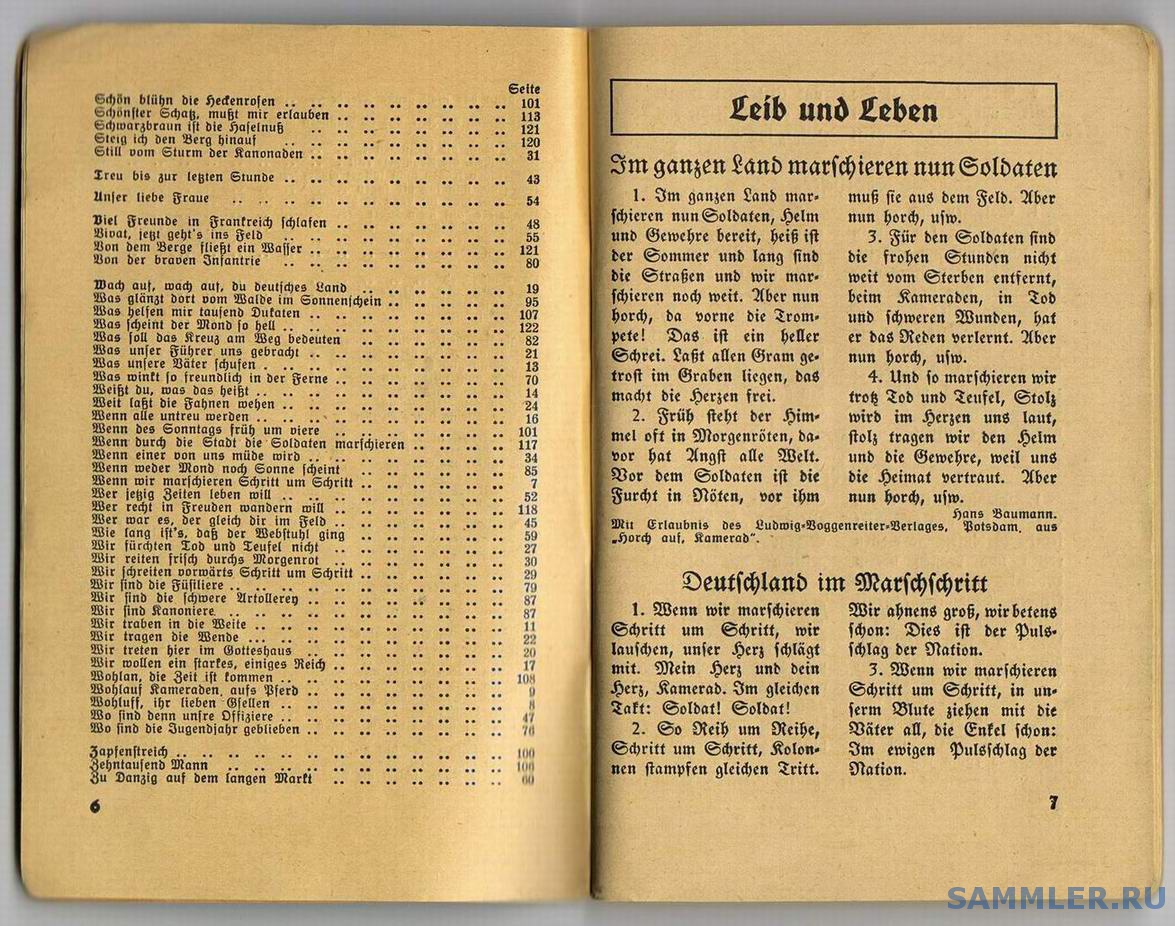 Seite
Schön blühn die Heckenrosen .. .. .. .. .. .. .. .. .. 101
Schönster Schatz, mußt mir erlauben .. .. .. .. .. .. .. 113
Schwarzbraun ist die Haselnuß .. .. .. .. .. .. .. .. 121
Steig ich den Berg hinauf .. .. .. .. .. .. .. .. .. 120
Still vom Sturm der Kanonaden .. .. .. .. .. .. .. .. 31
Treu bis zur letzten Stunde .. .. .. .. .. .. .. .. .. 43
Unser liebe Fraue .. .. .. .. .. .. .. .. .. .. .. 54
Viel Freunde in Frankreich schlafen .. .. .. .. .. .. .. 48
Vivat, jetzt geht's ins Feld .. .. .. .. .. .. .. .. .. 55
Von dem Berge fließt ein Wasser .. .. .. .. .. .. .. .. 121
Von der braven Infantrie .. .. .. .. .. .. .. .. .. 80
Wach auf, wach auf, du deutsches Land .. .. .. .. .. .. 19
Was glänzt dort vom Walde im Sonnenschein .. .. .. .. .. 95
Was helfen mir tausend Dukaten .. .. .. .. .. .. .. .. 107
Was scheint der Mond so hell .. .. .. .. .. .. .. .. .. 122
Was soll das Kreuz am Weg bedeuten .. .. .. .. .. .. .. 82
Was unser Führer uns gebracht .. .. .. .. .. .. .. .. 21
Was unsere Väter schufen . .. .. .. .. .. .. .. .. .. 13
Was winkt so freundlich in der Ferne .. .. .. .. .. .. .. 70
Weißt du, was das heißt .. .. .. .. .. .. .. .. .. .. 14
Weit laßt die Fahnen wehen .. .. .. .. .. .. .. .. .. 24
Wenn alle untreu werden .. .. .. .. .. .. .. .. .. .. 16
Wenn des Sonntags früh um viere .. .. .. .. .. .. .. .. 101
Wenn durch die Stadt die Soldaten marschieren .. .. .. .. 117
Wenn einer von uns müde wird .. .. .. .. .. .. .. .. 34
Wenn weder Mond noch Sonne scheint .. .. .. .. .. .. .. 85
Wenn wir marschieren Schritt um Schritt .. .. .. .. .. .. 7
Wer jetzig Zeiten leben will .. .. .. .. .. .. .. .. .. 52
Wer recht in Freuden wandern will .. .. .. .. .. .. .. 118
Wer war es, der gleich dir im Feld .. .. .. .. .. .. .. 45
Wie lang ist's, daß der Webstuhl ging .. .. .. .. .. .. .. 59
Wir fürchten Tod und Teufel nicht .. .. .. .. .. .. .. .. 27
Wir reiten frisch durchs Morgenrot .. .. .. .. .. .. .. .. 30
Wir schreiten vorwärts Schritt um Schritt .. .. .. .. .. .. 29
Wir sind die Füsiliere .. .. .. .. .. .. .. .. .. .. 79
Wir sind die schwere Artollerey .. .. .. .. .. .. .. .. 87
Wir sind Kanoniere. .. .. .. .. .. .. .. .. .. .. .. 87
Wir traben in die Weite .. .. .. .. .. .. .. .. .. .. 11
Wir tragen die Wende ... .. .. .. .. .. .. .. .. .. 22
Wir treten hier im Gotteshaus .. .. .. .. .. .. .. .. 20
Wir wollen ein starkes, einiges Reich .. .. .. .. .. .. .. 17
Wohlan, die Zeit ist kommen .. .. .. .. .. .. .. .. .. 108
Wohlauf Kameraden, aufs Pferd .. .. .. .. .. .. .. .. 9
Wohluff, ihr lieben Gsellen .. .. .. .. .. .. .. .. .. 8
Wo sind denn unsre Offiziere .. .. .. .. .. .. .. .. .. 47
Wo sind die Jugendjahr geblieben .. .. .. .. .. .. .. .. 76
Zapfenstreich .. .. .. .. .. .. .. .. .. .. .. .. 100
Zehntausend Mann .. .. .. .. .. .. .. .. .. .. .. 106
Zu Danzig auf dem langen Markt .. .. .. .. .. .. .. 60
6
Leib und Leben
Im ganzen Land marschieren nun Soldaten
1. Im ganzen Land mar-
schieren nun Soldaten, Helm
und Gewehre bereit, heiß ist
der Sommer und lang sind
die Straßen und wir mar-
schieren noch weit. Aber nun
horch, da vorne die Trom-
pete! Das ist ein heller
Schrei. Laßt allen Gram ge-
trost im Graben liegen, das
macht die Herzen frei.
2. Früh steht der Him-
mel oft in Morgenröten, da-
vor hat Angst alle Welt.
Vor dem Soldaten ist die
Furcht in Nöten, vor ihm
muß sie aus dem Feld. Aber
nun horch, usw.
3. Für den Soldaten sind
die frohen Stunden nicht
weit vom Sterben entfernt,
beim Kameraden, in Tod
und schweren Wunden, hat
er das Reden verlernt. Aber
nun horch, usw.
4. Und so marschieren wir
trotz Tod und Teufel, Stolz
wird im Herzen uns laut,
stolz tragen wir den Helm
und die Gewehre, weil uns
die Heimat vertraut. Aber
nun horch, usw.
Hans Baumann.
Mit Erlaubnis des Ludwig-Voggenreiter-Verlages, Potsdam, aus
„Horch auf, Kamerad".
Deutschland im Marschschritt
1. Wenn wir marschieren
Schritt um Schritt, wir
lauschen, unser Herz schlägt
mit. Mein Herz und dein
Herz, Kamerad. Im gleichen
Takt: Soldat! Soldat!
2. So Reih um Reihe,
Schritt um Schritt, Kolon-
nen stampfen gleichen Tritt.
Wir ahnens groß, wir betens
schon: Dies ist der Puls-
schlag der Nation.
3. Wenn wir marschieren
Schritt um Schritt, in un-
serm Blute ziehen mit die
Väter all, die Enkel schon:
Im ewigen Pulsschlag der
Nation.
7
SAMMLER.RU